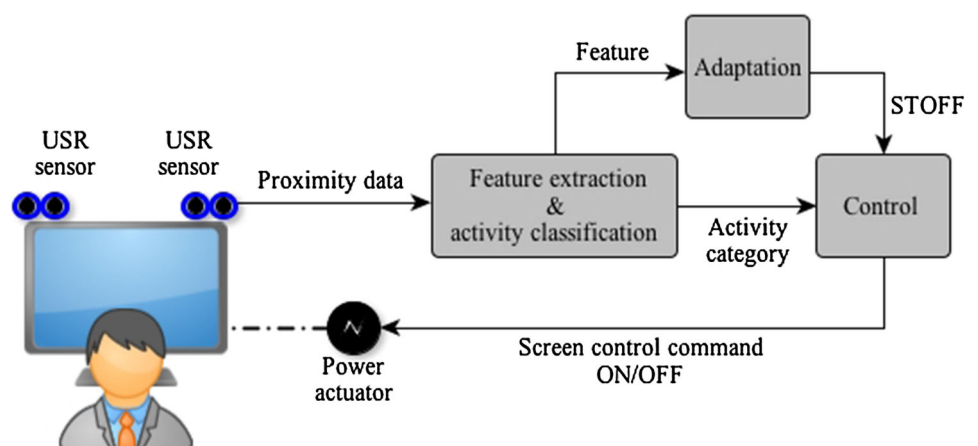 Feature
Adaptation
STOFF
USR
sensor
USR
sensor
Proximity data
Feature extraction
&
activity classification
Activity
category
Control
Power
actuator
Screen control command
ON/OFF